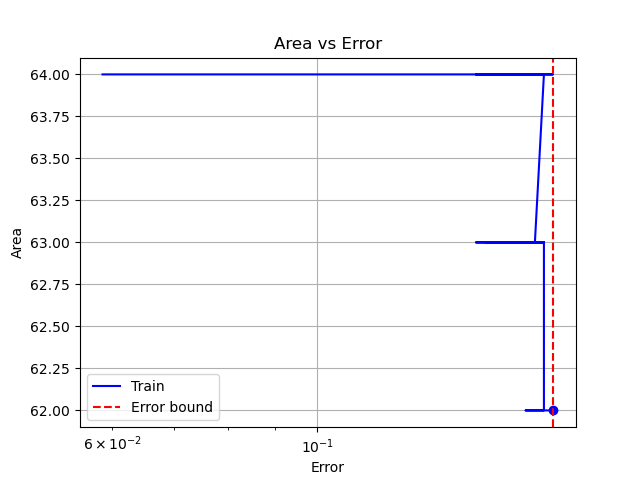 Area vs Error
64.00
63.75
63.50
63.25
63.00
62.75
62.50
62.25
62.00
Area
Train
Error bound
6 × 10⁻²
10⁻¹
Error